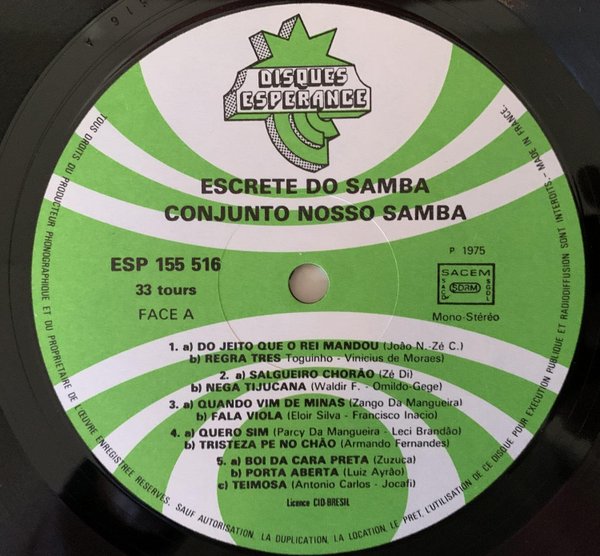 DISQUES
ESPERANCE
ESCRETE DO SAMBA
CONJUNTO NOSSO SAMBA
ESP 155 516
33 tours
FACE A
P 1975
SACEM
SACD SDRM SGDL
Mono-Stéréo
1. a) DO JEITO QUE O REI MANDOU (João N.-Zé C.)
b) REGRA TRES Toguinho - Vinicius de Moraes)
2. a) SALGUEIRO CHORÃO (Zé Di)
b) NEGA TIJUCANA (Waldir F. - Omildo-Gege)
3. a) QUANDO VIM DE MINAS (Zango Da Mangueira)
b) FALA VIOLA (Eloir Silva - Francisco Inacio)
4. a) QUERO SIM (Parcy Da Mangueira - Leci Brandão)
b) TRISTEZA PE NO CHÃO (Armando Fernandes)
5. a) BOI DA CARA PRETA (Zuzuca)
b) PORTA ABERTA (Luiz Ayrão)
c) TEIMOSA (Antonio Carlos - Jocafi)
Licence CID-BRESIL
TOUS DROITS DU PRODUCTEUR PHONOGRAPHIQUE ET DU PROPRIETAIRE DE L'ŒUVRE ENREGISTREE RESERVES. SAUF AUTORISATION, LA DUPLICATION, LA LOCATION, LE PRET, L'UTILISATION DE CE DISQUE POUR EXECUTION PUBLIQUE ET RADIODIFFUSION SONT INTERDITS - MADE IN FRANCE.